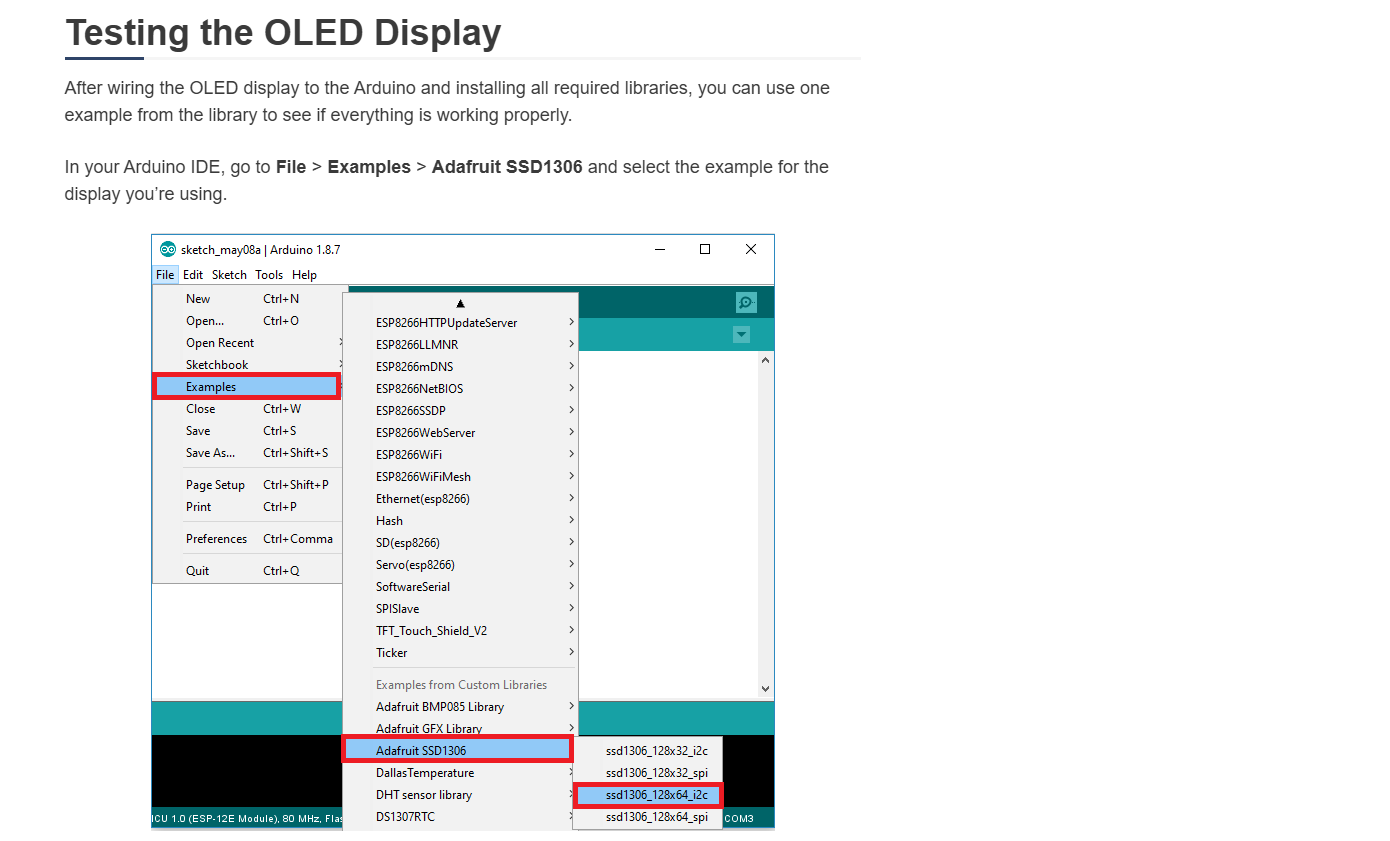 Testing the OLED Display
After wiring the OLED display to the Arduino and installing all required libraries, you can use one
example from the library to see if everything is working properly.
In your Arduino IDE, go to File > Examples > Adafruit SSD1306 and select the example for the
display you’re using.
sketch_may08a | Arduino 1.8.7
File Edit Sketch Tools Help
New Ctrl+N
Open... Ctrl+O
Open Recent
Sketchbook
Examples
Close Ctrl+W
Save Ctrl+S
Save As... Ctrl+Shift+S
Page Setup Ctrl+Shift+P
Print Ctrl+P
Preferences Ctrl+Comma
Quit Ctrl+Q
ESP8266HTTPUpdateServer
ESP8266LLMNR
ESP8266mDNS
ESP8266NetBIOS
ESP8266SSDP
ESP8266WebServer
ESP8266WiFi
ESP8266WiFiMesh
Ethernet(esp8266)
Hash
SD(esp8266)
Servo(esp8266)
SoftwareSerial
SPISlave
TFT_Touch_Shield_V2
Ticker
Examples from Custom Libraries
Adafruit BMP085 Library
Adafruit GFX Library
Adafruit SSD1306
DallasTemperature
DHT sensor library
DS1307RTC
ssd1306_128x32_i2c
ssd1306_128x32_spi
ssd1306_128x64_i2c
ssd1306_128x64_spi
ICU 1.0 (ESP-12E Module), 80 MHz, Flas COM3